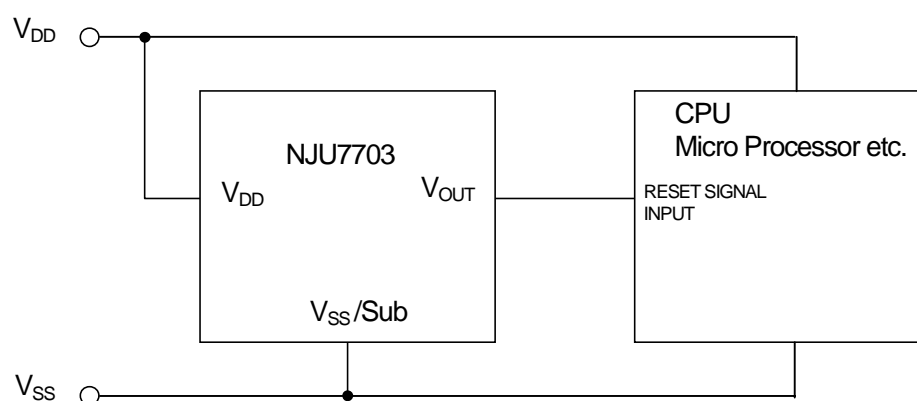 VDD
CPU
Micro Processor etc.
NJU7703
VDD
VOUT
RESET SIGNAL
INPUT
VSS/Sub
VSS